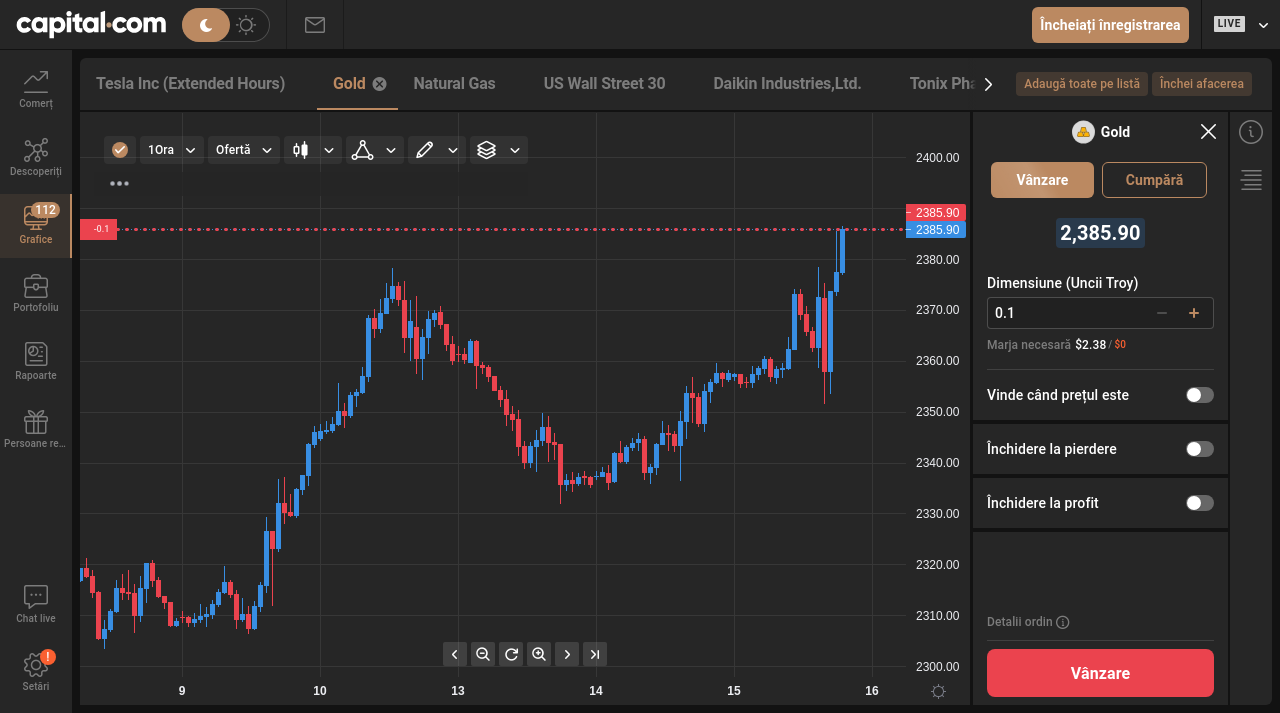 capital.com
Încheiați înregistrarea
LIVE
Comerț
Descoperiți
112
Grafice
Portofoliu
Rapoarte
Persoane re...
Chat live
!
Setări
Tesla Inc (Extended Hours)
Gold
Natural Gas
US Wall Street 30
Daikin Industries,Ltd.
Tonix Pha
Adaugă toate pe listă
Închei afacerea
1Ora
Ofertă
-0.1
2400.00
2385.90
2385.90
2380.00
2370.00
2360.00
2350.00
2340.00
2330.00
2320.00
2310.00
2300.00
9
10
13
14
15
16
Gold
Vânzare
Cumpără
2,385.90
Dimensiune (Uncii Troy)
0.1
Marja necesară $2.38 / $0
Vinde când prețul este
Închidere la pierdere
Închidere la profit
Detalii ordin
Vânzare